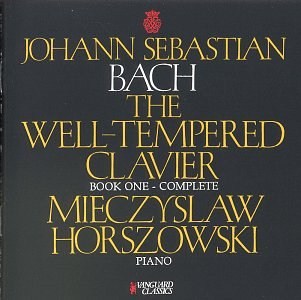 JOHANN SEBASTIAN
BACH
THE
WELL-TEMPERED
CLAVIER
BOOK ONE - COMPLETE
MIECZYSLAW
HORSZOWSKI
PIANO
VANGUARD
CLASSICS